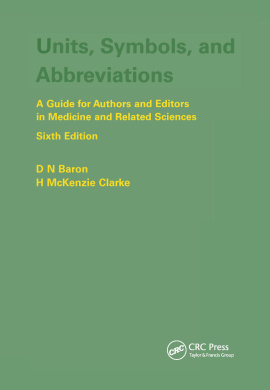 Units, Symbols, and
Abbreviations
A Guide for Authors and Editors
in Medicine and Related Sciences
Sixth Edition
D N Baron
H McKenzie Clarke
CRC Press
Taylor & Francis Group